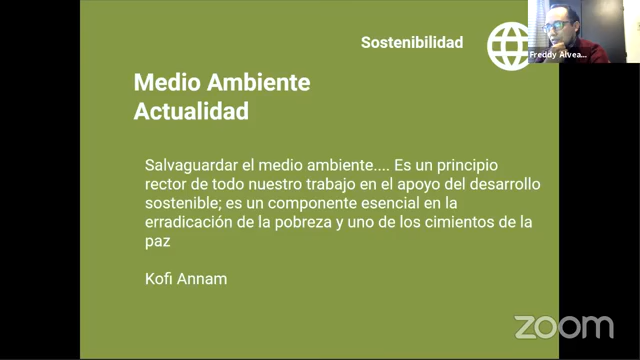 Sostenibilidad
Freddy Alvea...
Medio Ambiente
Actualidad
Salvaguardar el medio ambiente.... Es un principio
rector de todo nuestro trabajo en el apoyo del desarrollo
sostenible; es un componente esencial en la
erradicación de la pobreza y uno de los cimientos de la
paz
Kofi Annam
zoom